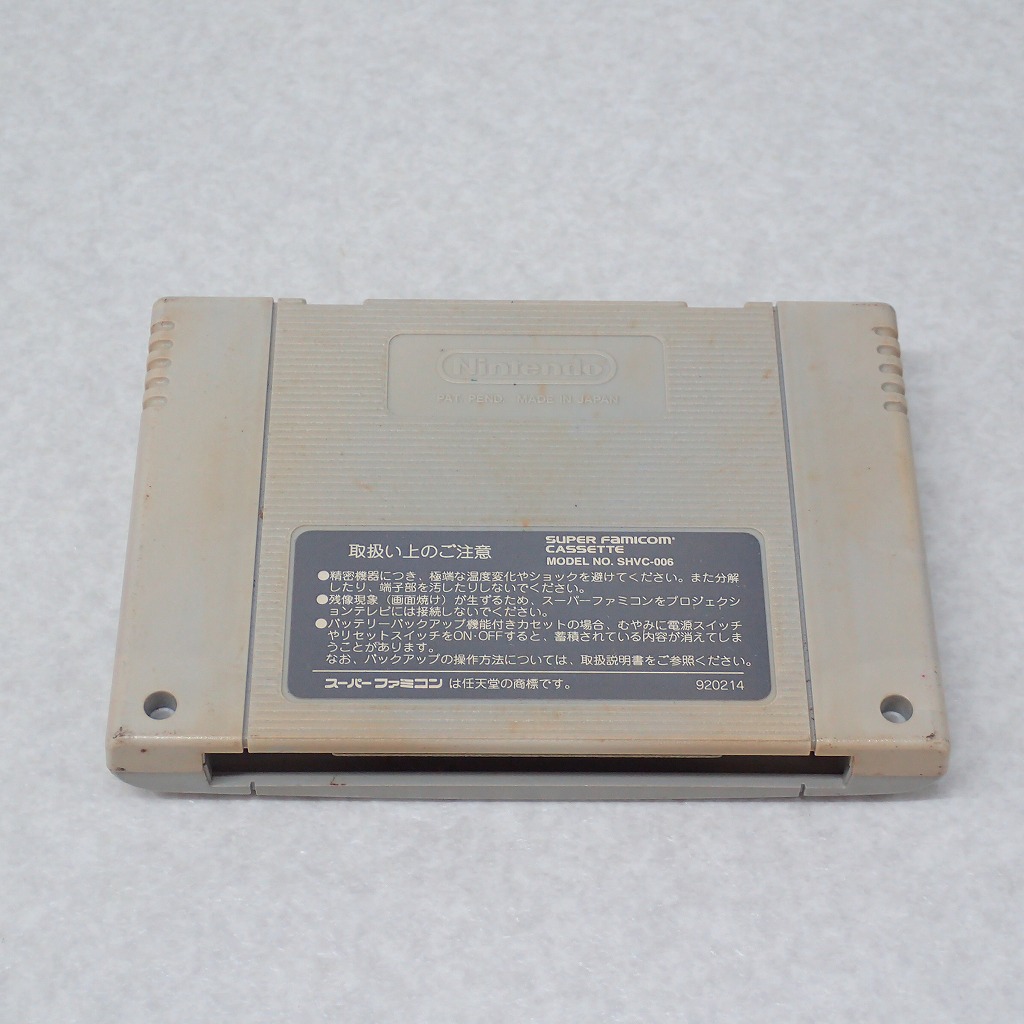 Nintendo
PAT. PEND. MADE IN JAPAN
取扱い上のご注意
SUPER FAMICOM
CASSETTE
MODEL NO. SHVC-006
●精密機器につき、極端な温度変化やショックを避けてください。また分解
したり、端子部を汚したりしないでください。
●残像現象（画面焼け）が生ずるため、スーパーファミコンをプロジェクシ
ョンテレビには接続しないでください。
●バッテリーバックアップ機能付きカセットの場合、むやみに電源スイッチ
やリセットスイッチをON・OFFすると、蓄積されている内容が消えてしま
うことがあります。
なお、バックアップの操作方法については、取扱説明書をご参照ください。
スーパーファミコン は任天堂の商標です。
920214